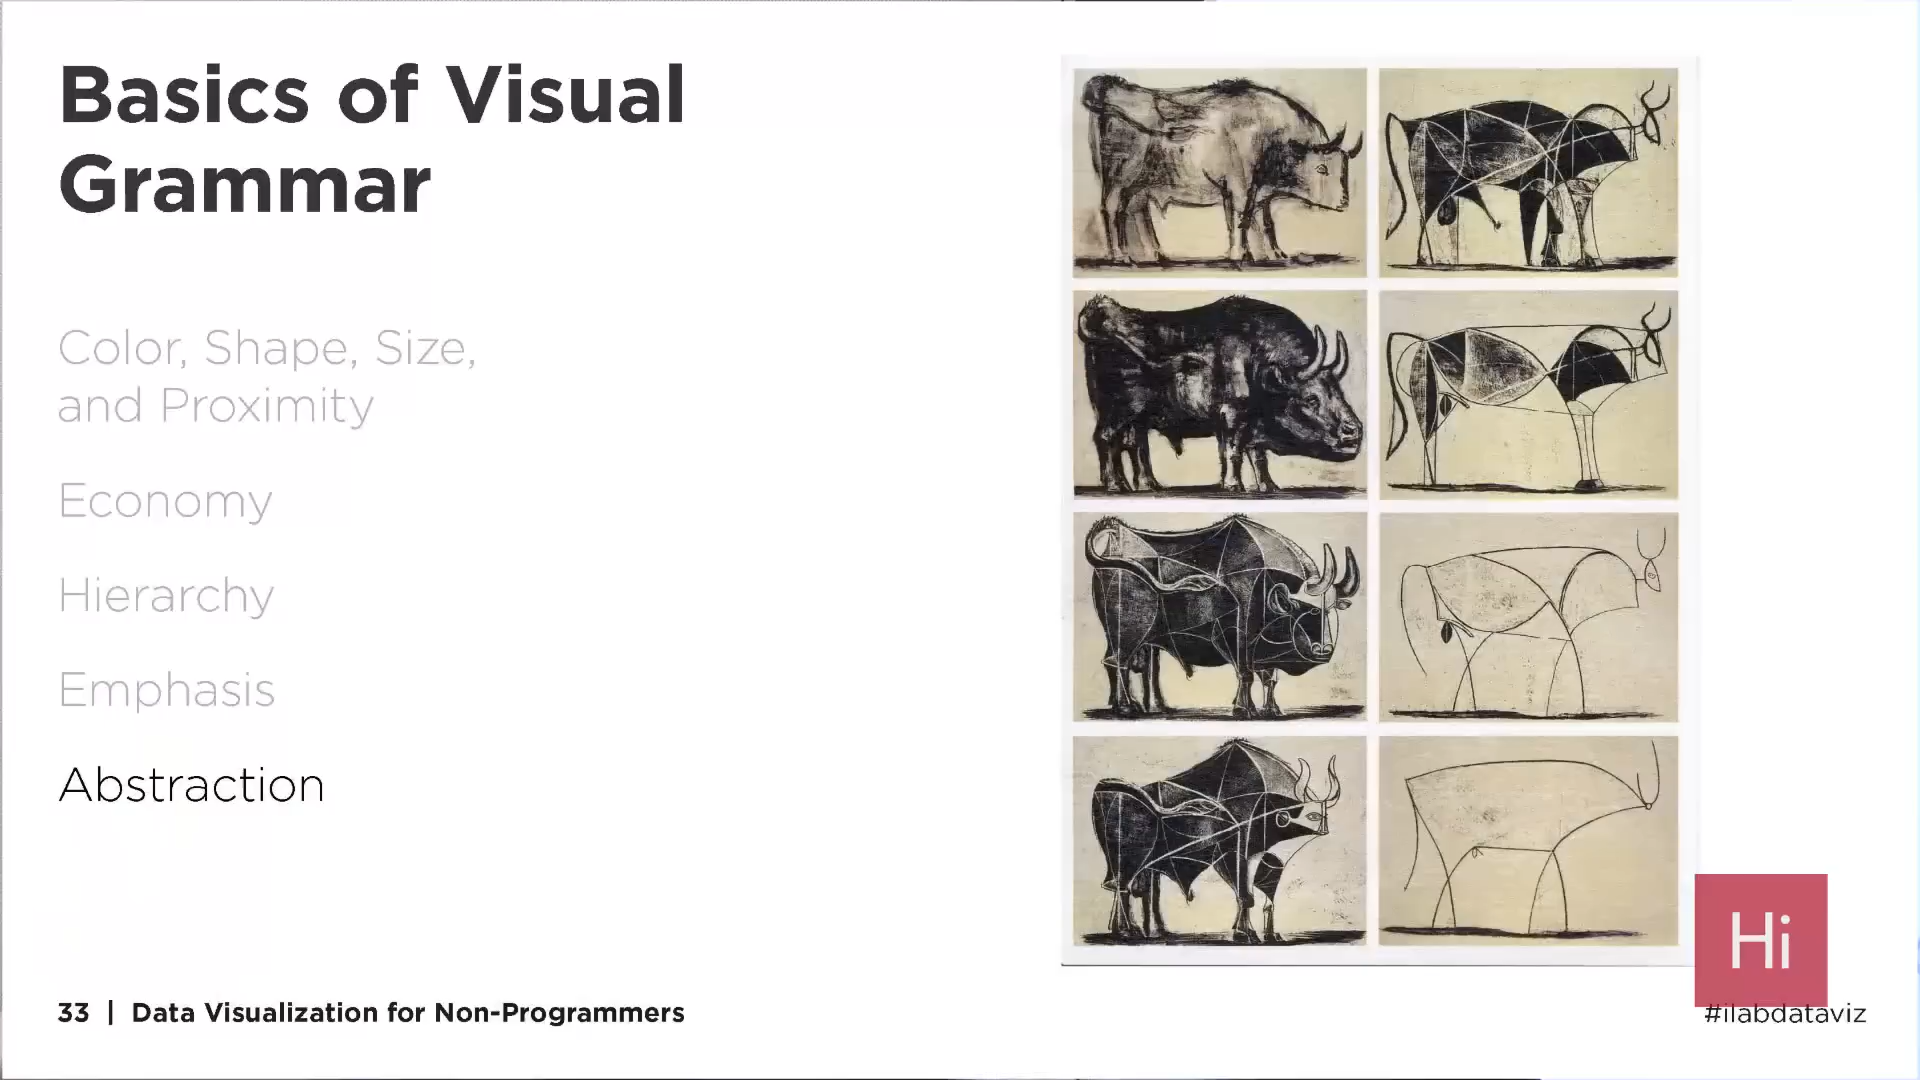 Basics of Visual
Grammar
Color, Shape, Size,
and Proximity
Economy
Hierarchy
Emphasis
Abstraction
Hi
33 | Data Visualization for Non-Programmers
#ilabdataviz